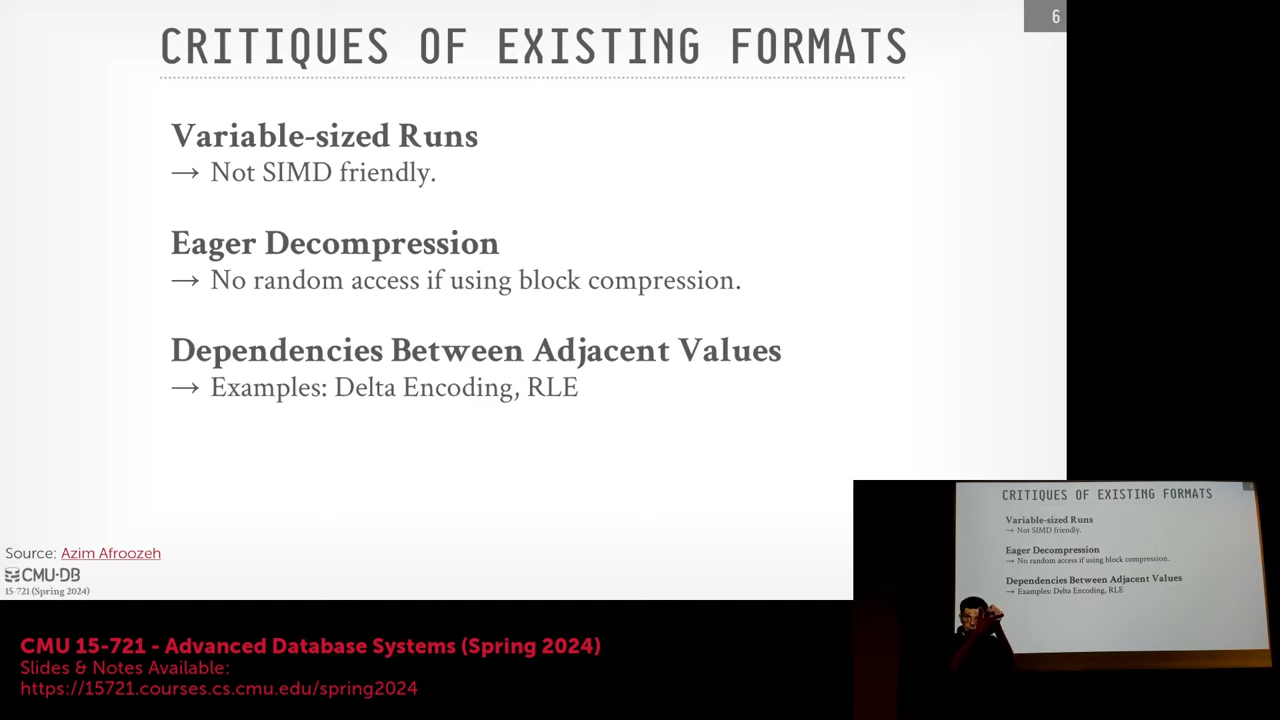 6
CRITIQUES OF EXISTING FORMATS
Variable-sized Runs
→ Not SIMD friendly.
Eager Decompression
→ No random access if using block compression.
Dependencies Between Adjacent Values
→ Examples: Delta Encoding, RLE
Source: Azim Afroozeh
CMU·DB
15-721 (Spring 2024)
CRITIQUES OF EXISTING FORMATS
Variable-sized Runs
→ Not SIMD friendly.
Eager Decompression
→ No random access if using block compression.
Dependencies Between Adjacent Values
→ Examples: Delta Encoding, RLE
CMU 15-721 - Advanced Database Systems (Spring 2024)
Slides & Notes Available:
https://15721.courses.cs.cmu.edu/spring2024